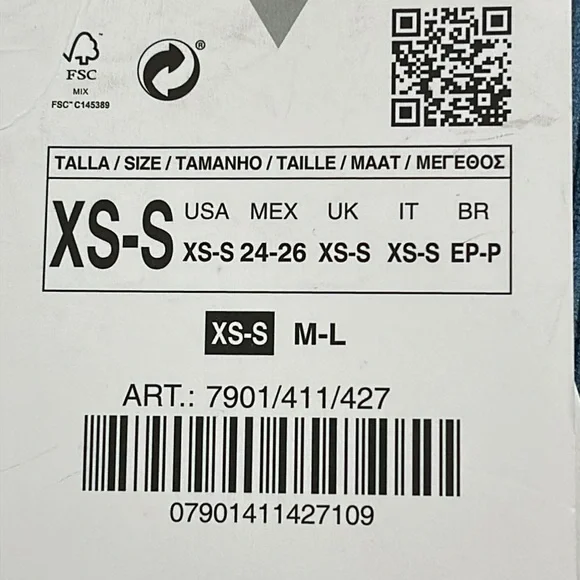 FSC
MIX
FSC™ C145389
®
TALLA / SIZE / TAMANHO / TAILLE / MAAT / ΜΕΓΕΘΟΣ
XS-S
USA MEX UK IT BR
XS-S 24-26 XS-S XS-S EP-P
XS-S M-L
ART.: 7901/411/427
07901411427109